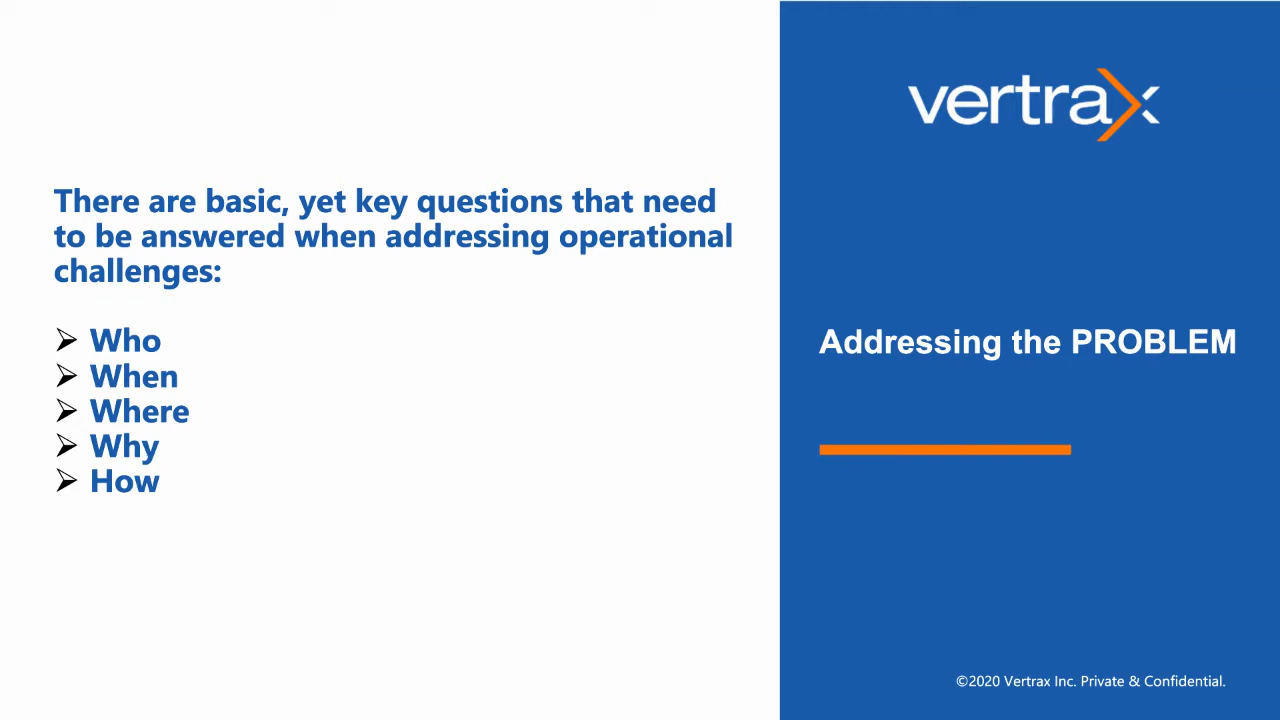 There are basic, yet key questions that need
to be answered when addressing operational
challenges:
Who
When
Where
Why
How
vertrax
Addressing the PROBLEM
©2020 Vertrax Inc. Private & Confidential.